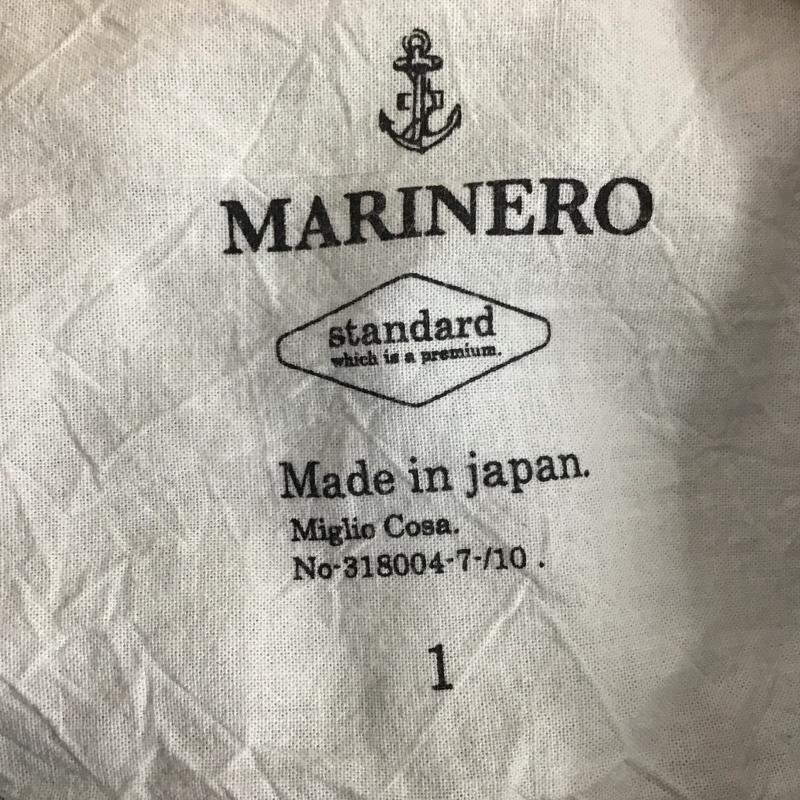 MARINERO
standard
which is a premium.
Made in japan.
Miglio Cosa.
No-318004-7-/10 .
1